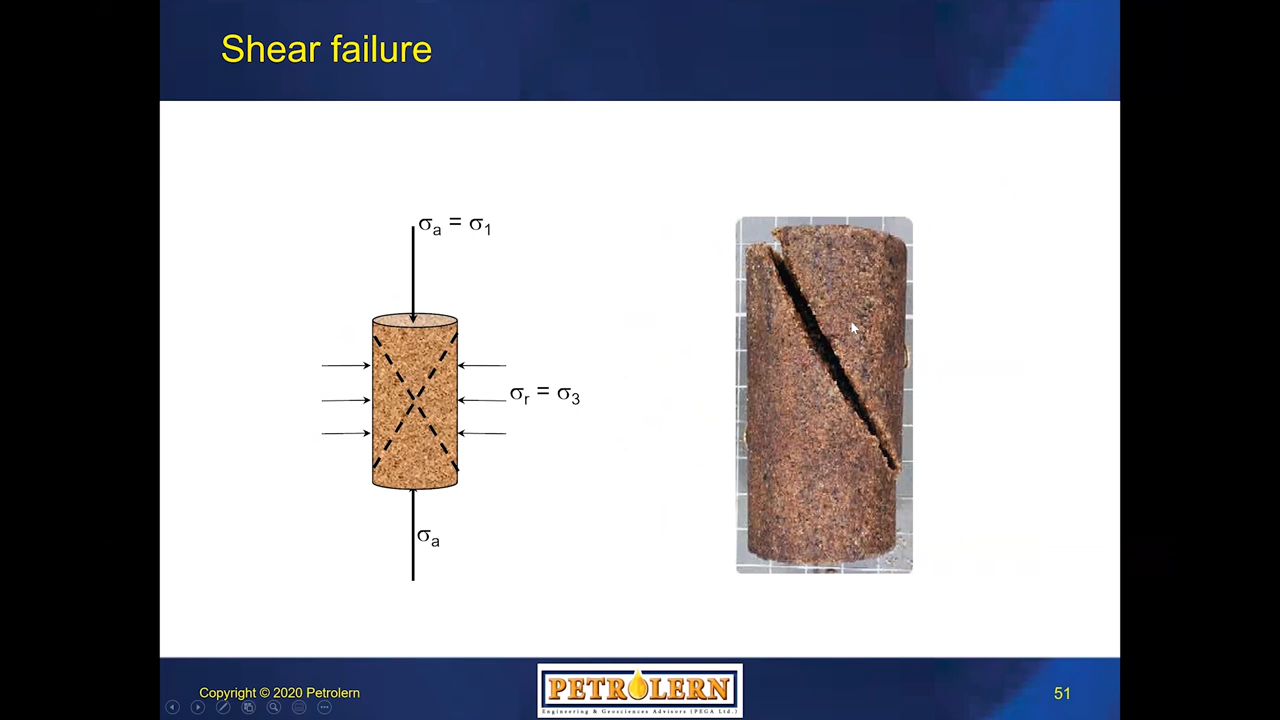 Shear failure
σa = σ1
σr = σ3
σa
Copyright © 2020 Petrolern
PETROLERN
Engineering & Geosciences Advisors (PEGA Ltd.)
51